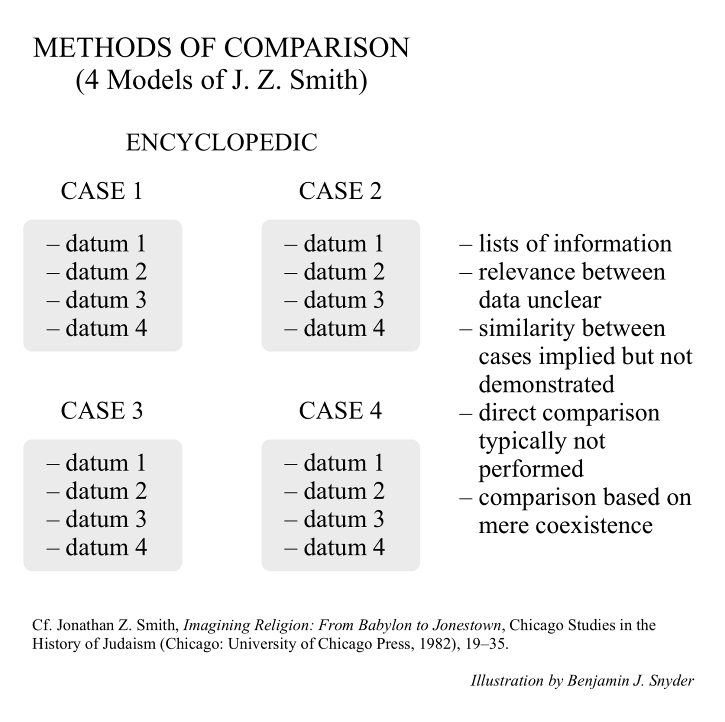 METHODS OF COMPARISON
(4 Models of J. Z. Smith)
ENCYCLOPEDIC
CASE 1
– datum 1
– datum 2
– datum 3
– datum 4
CASE 2
– datum 1
– datum 2
– datum 3
– datum 4
– lists of information
– relevance between
data unclear
– similarity between
cases implied but not
demonstrated
– direct comparison
typically not
performed
– comparison based on
mere coexistence
CASE 3
– datum 1
– datum 2
– datum 3
– datum 4
CASE 4
– datum 1
– datum 2
– datum 3
– datum 4
Cf. Jonathan Z. Smith, Imagining Religion: From Babylon to Jonestown, Chicago Studies in the
History of Judaism (Chicago: University of Chicago Press, 1982), 19–35.
Illustration by Benjamin J. Snyder